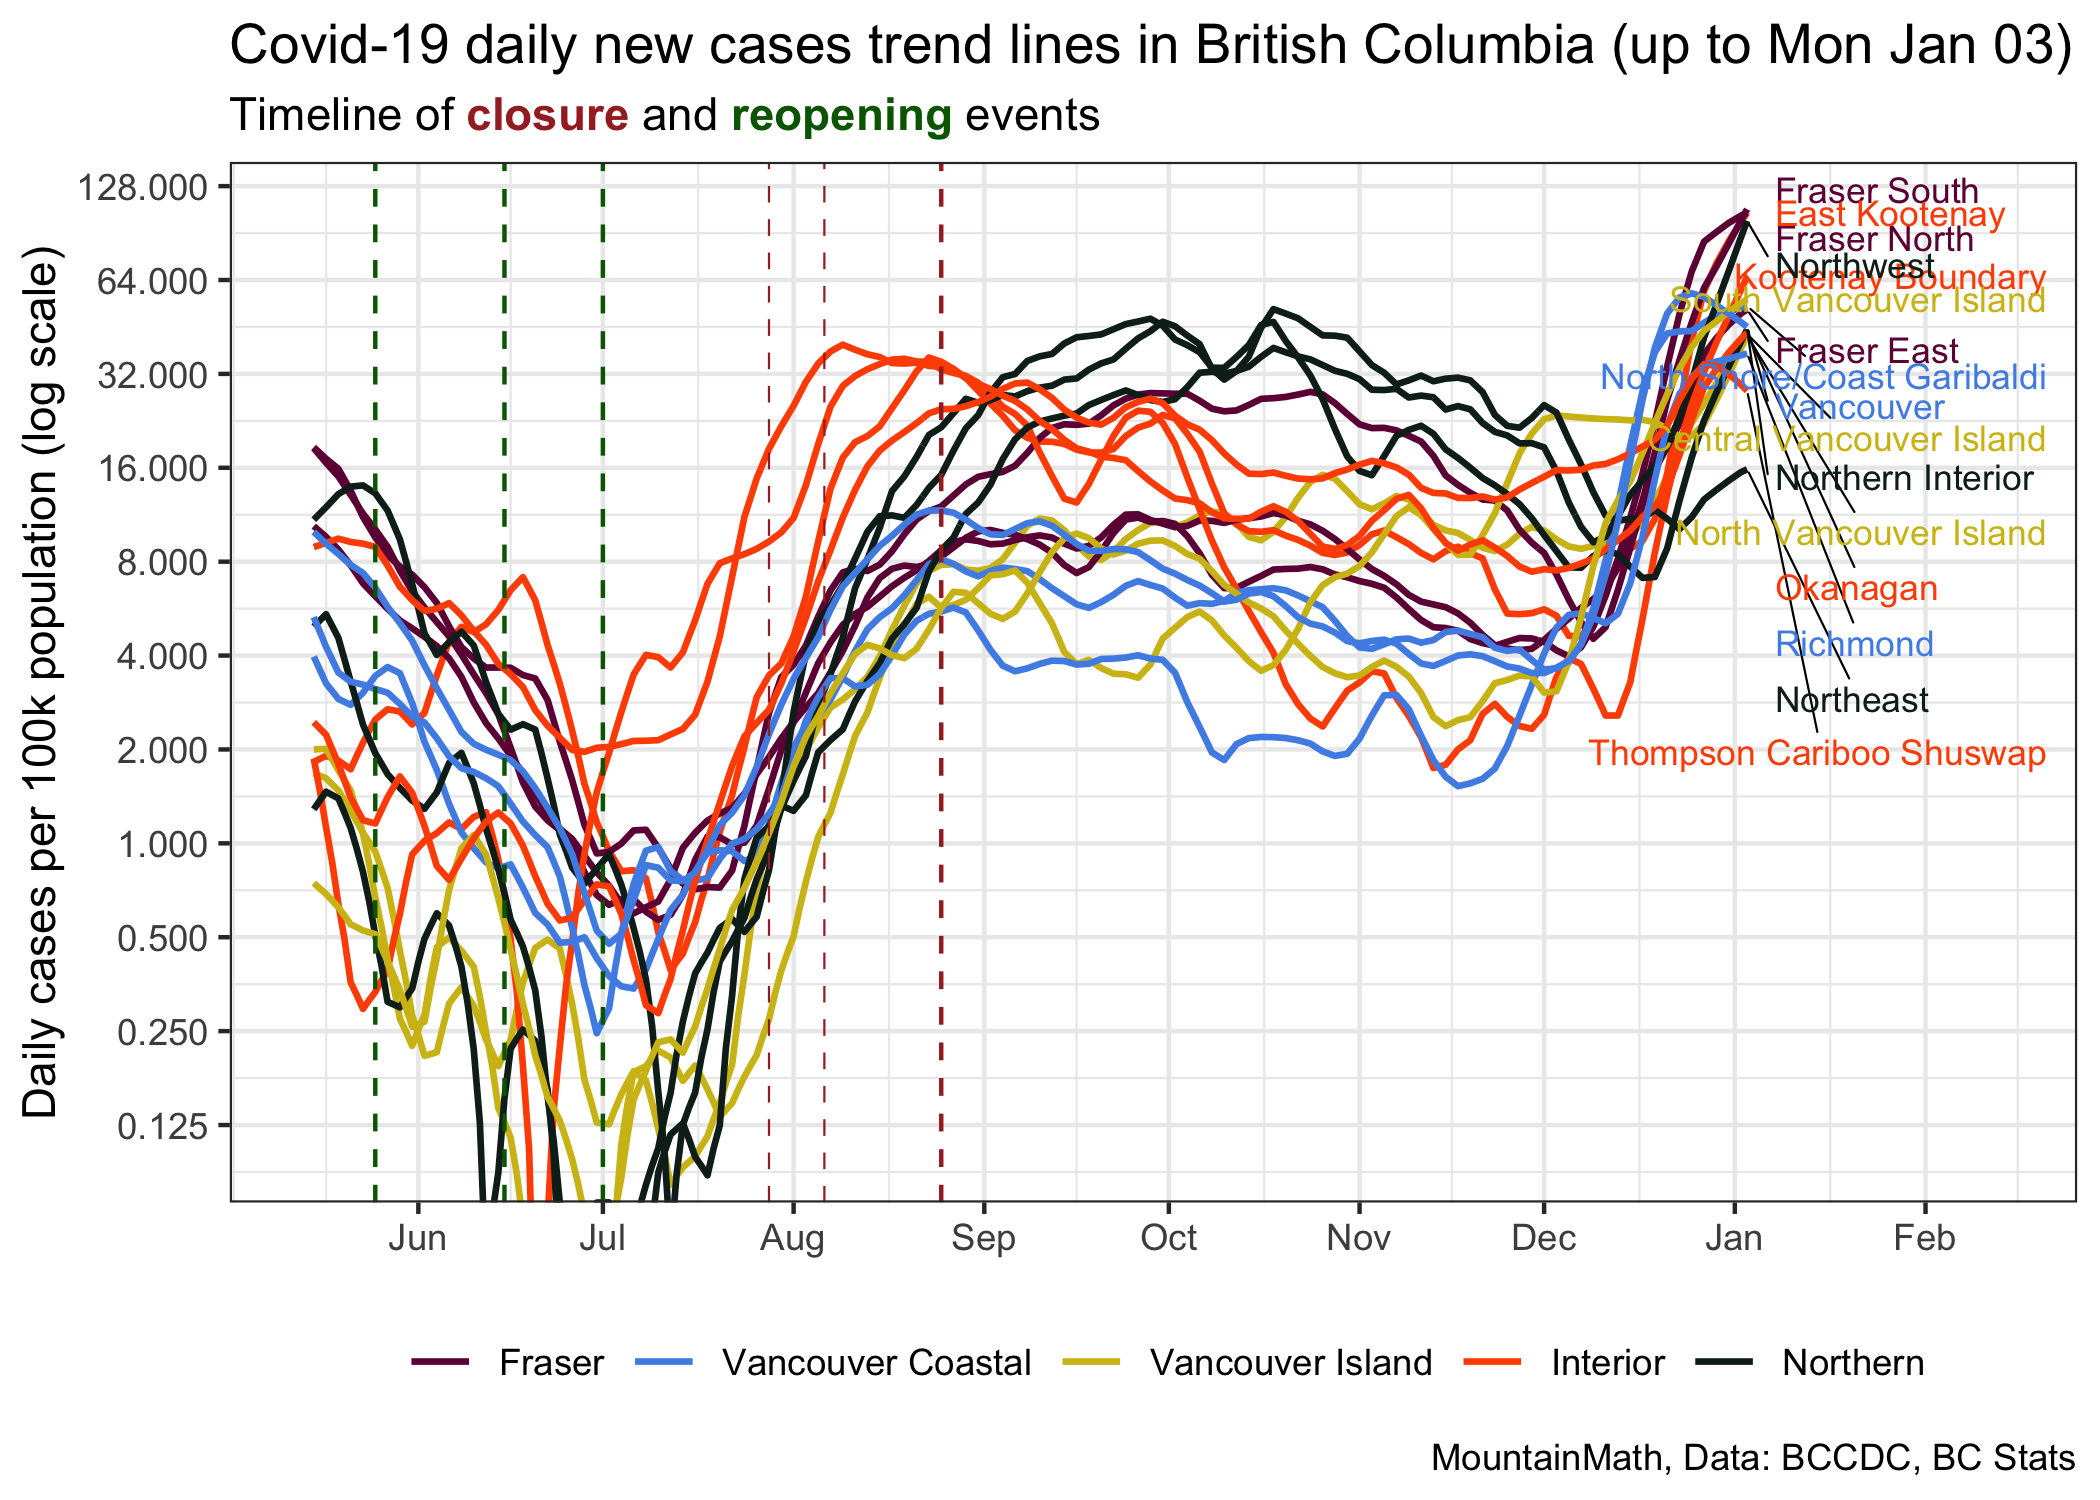 Covid-19 daily new cases trend lines in British Columbia (up to Mon Jan 03)
Timeline of closure and reopening events
Daily cases per 100k population (log scale)
128.000
64.000
32.000
16.000
8.000
4.000
2.000
1.000
0.500
0.250
0.125
Fraser South
East Kootenay
Fraser North
Northwest
Kootenay Boundary
South Vancouver Island
Fraser East
North Shore/Coast Garibaldi
Vancouver
Central Vancouver Island
Northern Interior
North Vancouver Island
Okanagan
Richmond
Northeast
Thompson Cariboo Shuswap
Jun Jul Aug Sep Oct Nov Dec Jan Feb
Fraser Vancouver Coastal Vancouver Island Interior Northern
MountainMath, Data: BCCDC, BC Stats